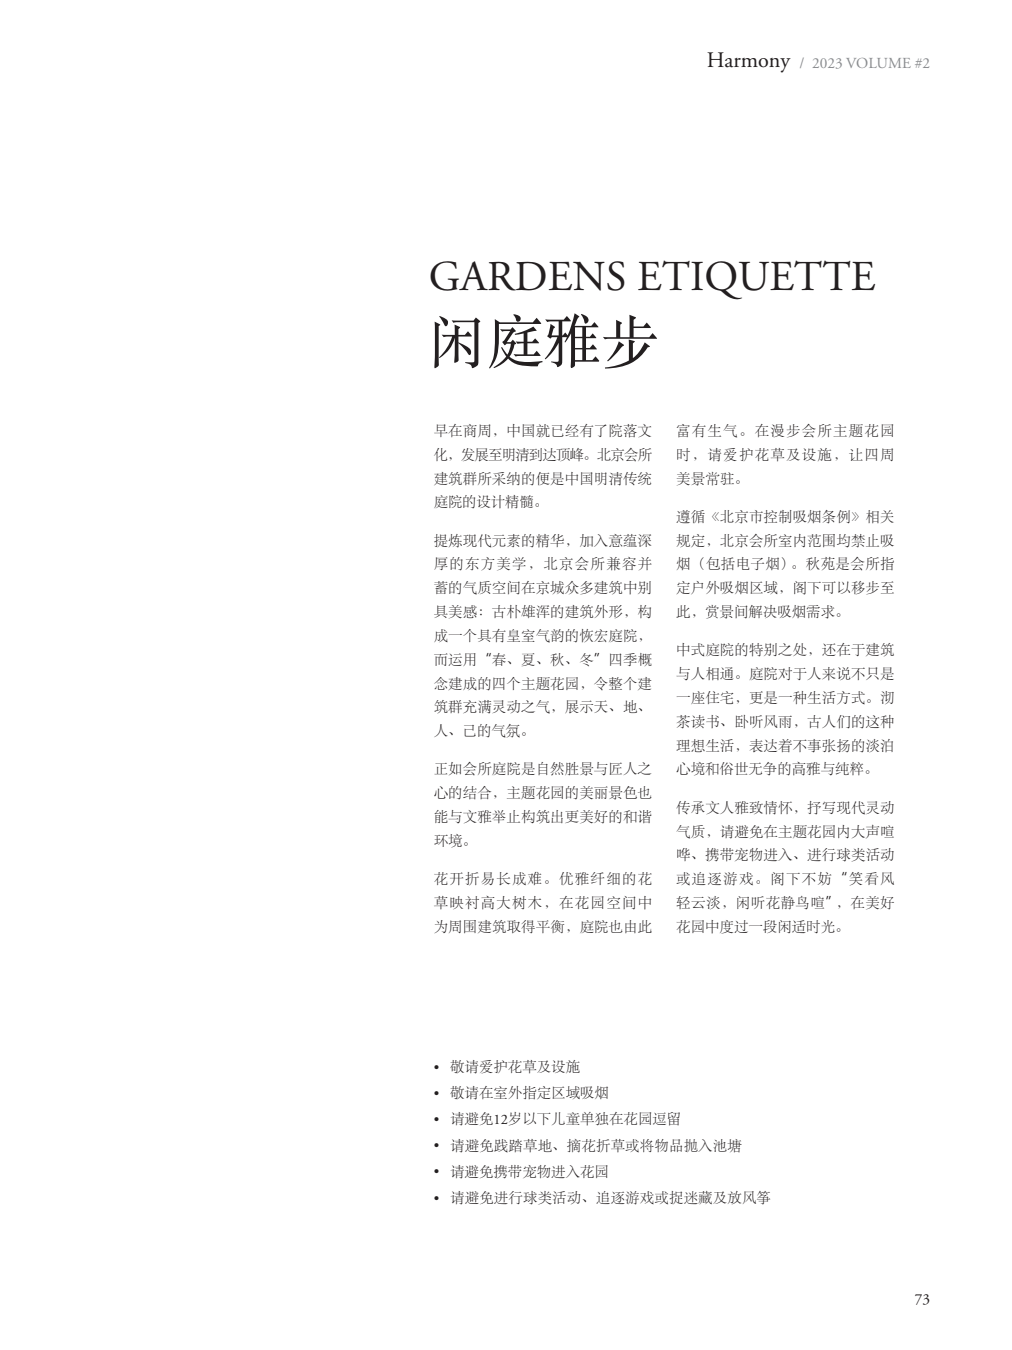 Harmony / 2023 VOLUME #2
GARDENS ETIQUETTE
闲庭雅步
早在商周，中国就已经有了院落文
化，发展至明清到达顶峰。北京会所
建筑群所采纳的便是中国明清传统
庭院的设计精髓。
提炼现代元素的精华，加入意蕴深
厚的东方美学，北京会所兼容并
蓄的气质空间在京城众多建筑中别
具美感：古朴雄浑的建筑外形，构
成一个具有皇室气韵的恢宏庭院，
而运用“春、夏、秋、冬”四季概
念建成的四个主题花园，令整个建
筑群充满灵动之气，展示天、地、
人、己的气氛。
正如会所庭院是自然胜景与匠人之
心的结合，主题花园的美丽景色也
能与文雅举止构筑出更美好的和谐
环境。
花开折易长成难。优雅纤细的花
草映衬高大树木，在花园空间中
为周围建筑取得平衡，庭院也由此
富有生气。在漫步会所主题花园
时，请爱护花草及设施，让四周
美景常驻。
遵循《北京市控制吸烟条例》相关
规定，北京会所室内范围均禁止吸
烟（包括电子烟）。秋苑是会所指
定户外吸烟区域，阁下可以移步至
此，赏景间解决吸烟需求。
中式庭院的特别之处，还在于建筑
与人相通。庭院对于人来说不只是
一座住宅，更是一种生活方式。沏
茶读书、卧听风雨，古人们的这种
理想生活，表达着不事张扬的淡泊
心境和俗世无争的高雅与纯粹。
传承文人雅致情怀，抒写现代灵动
气质，请避免在主题花园内大声喧
哗、携带宠物进入、进行球类活动
或追逐游戏。阁下不妨“笑看风
轻云淡，闲听花静鸟喧”，在美好
花园中度过一段闲适时光。
• 敬请爱护花草及设施
• 敬请在室外指定区域吸烟
• 请避免12岁以下儿童单独在花园逗留
• 请避免践踏草地、摘花折草或将物品抛入池塘
• 请避免携带宠物进入花园
• 请避免进行球类活动、追逐游戏或捉迷藏及放风筝
73